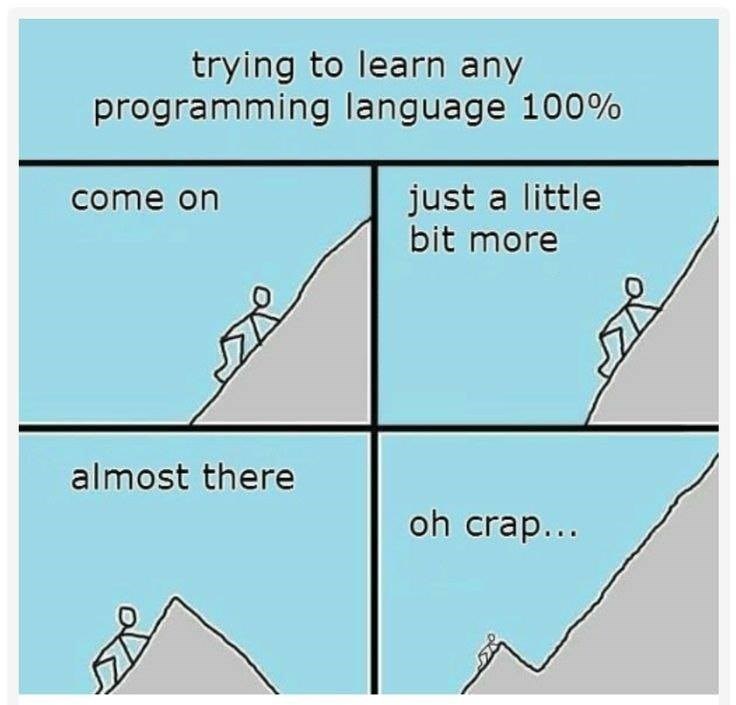 trying to learn any
programming language 100%
come on
just a little
bit more
almost there
oh crap...